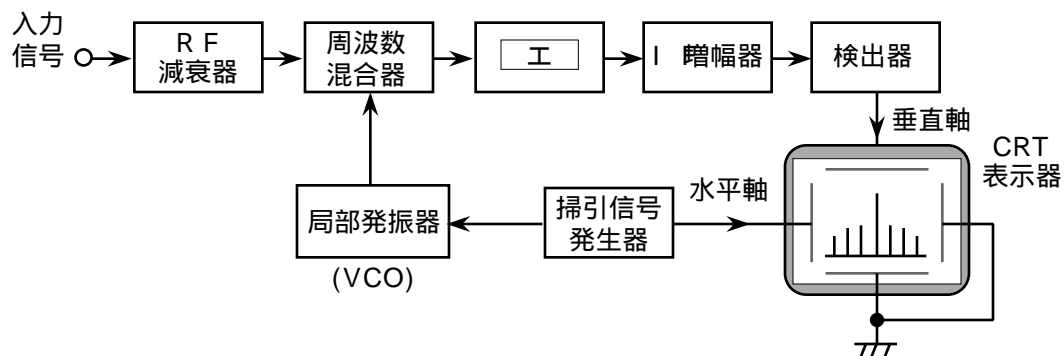 入力
信号
RF
減衰器
周波数
混合器
エ
増幅器
検出器
垂直軸
CRT
表示器
水平軸
局部発振器
(VCO)
掃引信号
発生器